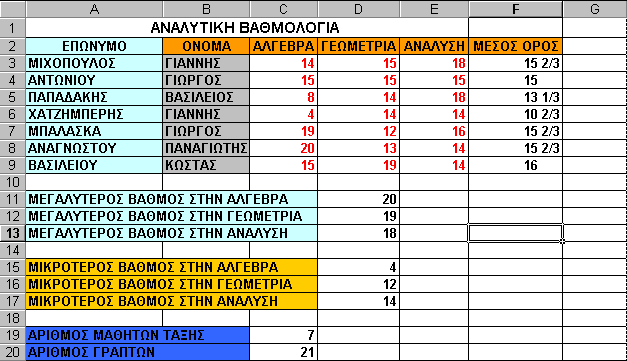 A B C D E F G
1 ΑΝΑΛΥΤΙΚΗ ΒΑΘΜΟΛΟΓΙΑ
2 ΕΠΩΝΥΜΟ ΟΝΟΜΑ ΑΛΓΕΒΡΑ ΓΕΩΜΕΤΡΙΑ ΑΝΑΛΥΣΗ ΜΕΣΟΣ ΟΡΟΣ
3 ΜΙΧΟΠΟΥΛΟΣ ΓΙΑΝΝΗΣ 14 15 18 15 2/3
4 ΑΝΤΩΝΙΟΥ ΓΙΩΡΓΟΣ 15 15 15 15
5 ΠΑΠΑΔΑΚΗΣ ΒΑΣΙΛΕΙΟΣ 8 14 18 13 1/3
6 ΧΑΤΖΗΜΠΕΡΗΣ ΓΙΑΝΝΗΣ 4 14 14 10 2/3
7 ΜΠΑΛΑΣΚΑ ΓΙΩΡΓΟΣ 19 12 16 15 2/3
8 ΑΝΑΓΝΩΣΤΟΥ ΠΑΝΑΓΙΩΤΗΣ 20 13 14 15 2/3
9 ΒΑΣΙΛΕΙΟΥ ΚΩΣΤΑΣ 15 19 14 16
10
11 ΜΕΓΑΛΥΤΕΡΟΣ ΒΑΘΜΟΣ ΣΤΗΝ ΑΛΓΕΒΡΑ 20
12 ΜΕΓΑΛΥΤΕΡΟΣ ΒΑΘΜΟΣ ΣΤΗΝ ΓΕΩΜΕΤΡΙΑ 19
13 ΜΕΓΑΛΥΤΕΡΟΣ ΒΑΘΜΟΣ ΣΤΗΝ ΑΝΑΛΥΣΗ 18
14
15 ΜΙΚΡΟΤΕΡΟΣ ΒΑΘΜΟΣ ΣΤΗΝ ΑΛΓΕΒΡΑ 4
16 ΜΙΚΡΟΤΕΡΟΣ ΒΑΘΜΟΣ ΣΤΗΝ ΓΕΩΜΕΤΡΙΑ 12
17 ΜΙΚΡΟΤΕΡΟΣ ΒΑΘΜΟΣ ΣΤΗΝ ΑΝΑΛΥΣΗ 14
18
19 ΑΡΙΘΜΟΣ ΜΑΘΗΤΩΝ ΤΑΞΗΣ 7
20 ΑΡΙΘΜΟΣ ΓΡΑΠΤΩΝ 21